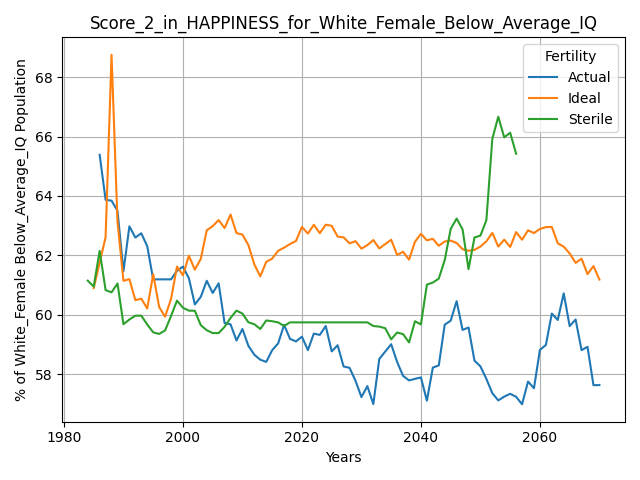 Score_2_in_HAPPINESS_for_White_Female_Below_Average_IQ
% of White_Female Below_Average_IQ Population
68
66
64
62
60
58
Fertility
Actual
Ideal
Sterile
1980
2000
2020
2040
2060
Years